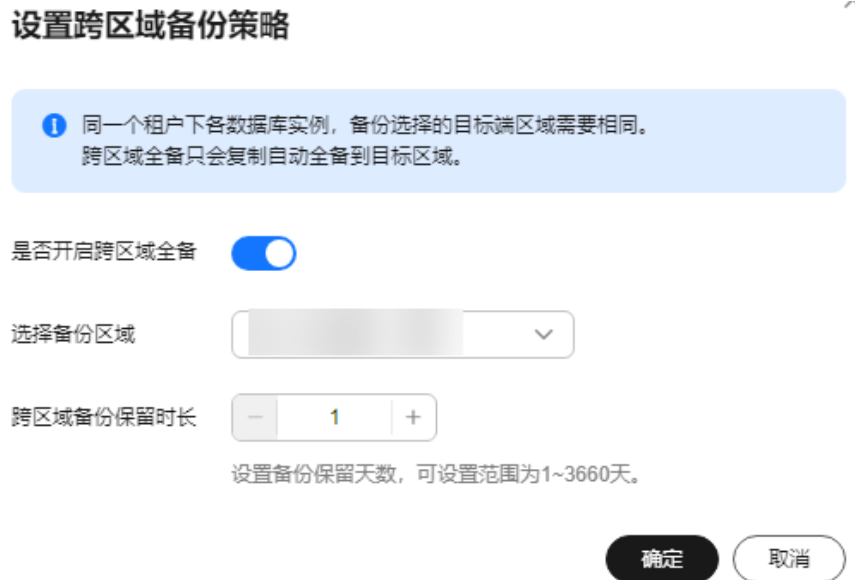 设置跨区域备份策略
同一个租户下各数据库实例，备份选择的目标端区域需要相同。
跨区域全备只会复制自动全备到目标区域。
是否开启跨区域全备
选择备份区域
跨区域备份保留时长
1
设置备份保留天数，可设置范围为1~3660天。
确定
取消